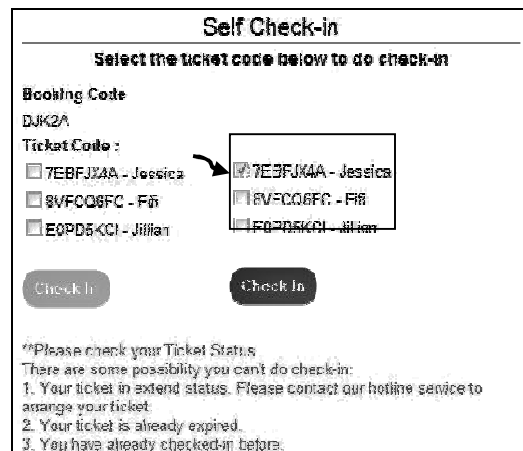 Self Check-in
Select the ticket code below to do check-in
Booking Code
DJK2A
Ticket Code :
7EBFJX4A - Jessica
8VFCQ6FC - Fifi
E0PD5KCI - Jillian
7EBFJX4A - Jessica
8VFCQ6FC - Fifi
E0PD5KCI - Jillian
Check In
Check In
**Please check your Ticket Status
There are some possibility you can't do check-in:
1. Your ticket in extend status. Please contact our hotline service to
arrange your ticket
2. Your ticket is already expired.
3. You have already checked-in before.